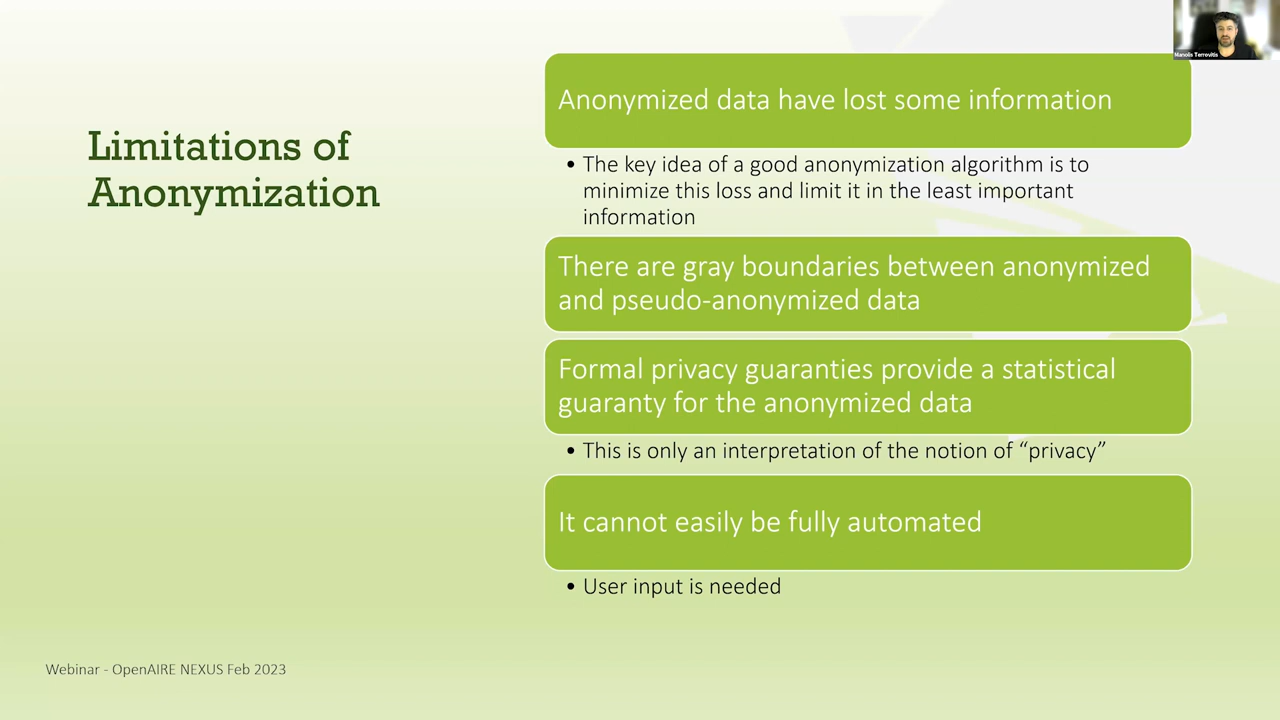 Manolis Terrovitis
Limitations of
Anonymization
Anonymized data have lost some information
• The key idea of a good anonymization algorithm is to
minimize this loss and limit it in the least important
information
There are gray boundaries between anonymized
and pseudo-anonymized data
Formal privacy guaranties provide a statistical
guaranty for the anonymized data
• This is only an interpretation of the notion of “privacy”
It cannot easily be fully automated
• User input is needed
Webinar - OpenAIRE NEXUS Feb 2023